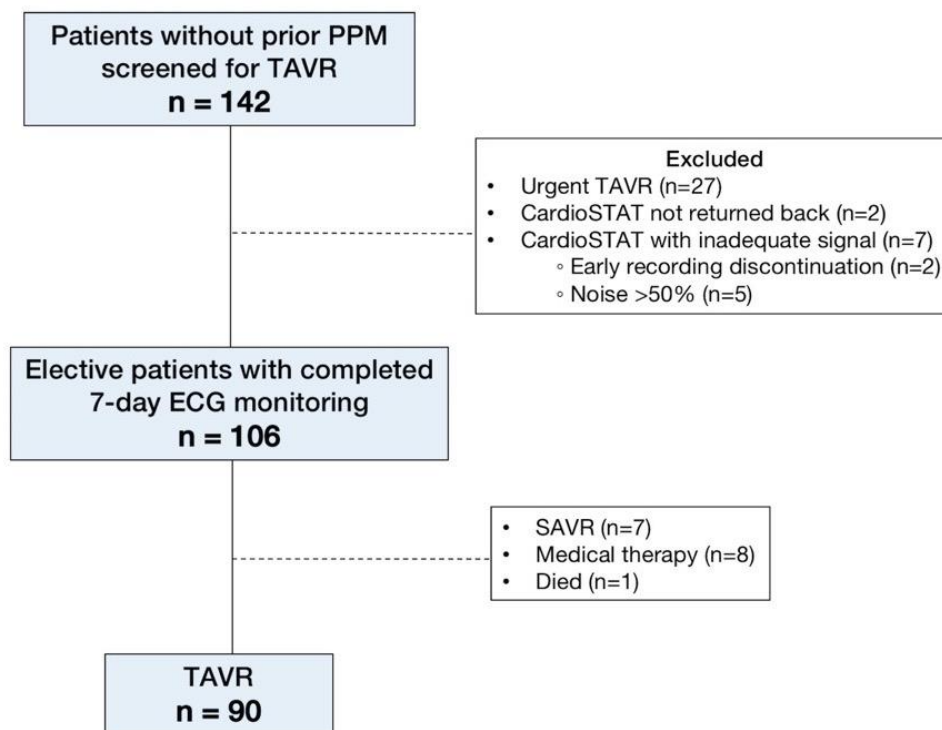 Patients without prior PPM
screened for TAVR
n = 142
Excluded
• Urgent TAVR (n=27)
• CardioSTAT not returned back (n=2)
• CardioSTAT with inadequate signal (n=7)
◦ Early recording discontinuation (n=2)
◦ Noise >50% (n=5)
Elective patients with completed
7-day ECG monitoring
n = 106
• SAVR (n=7)
• Medical therapy (n=8)
• Died (n=1)
TAVR
n = 90